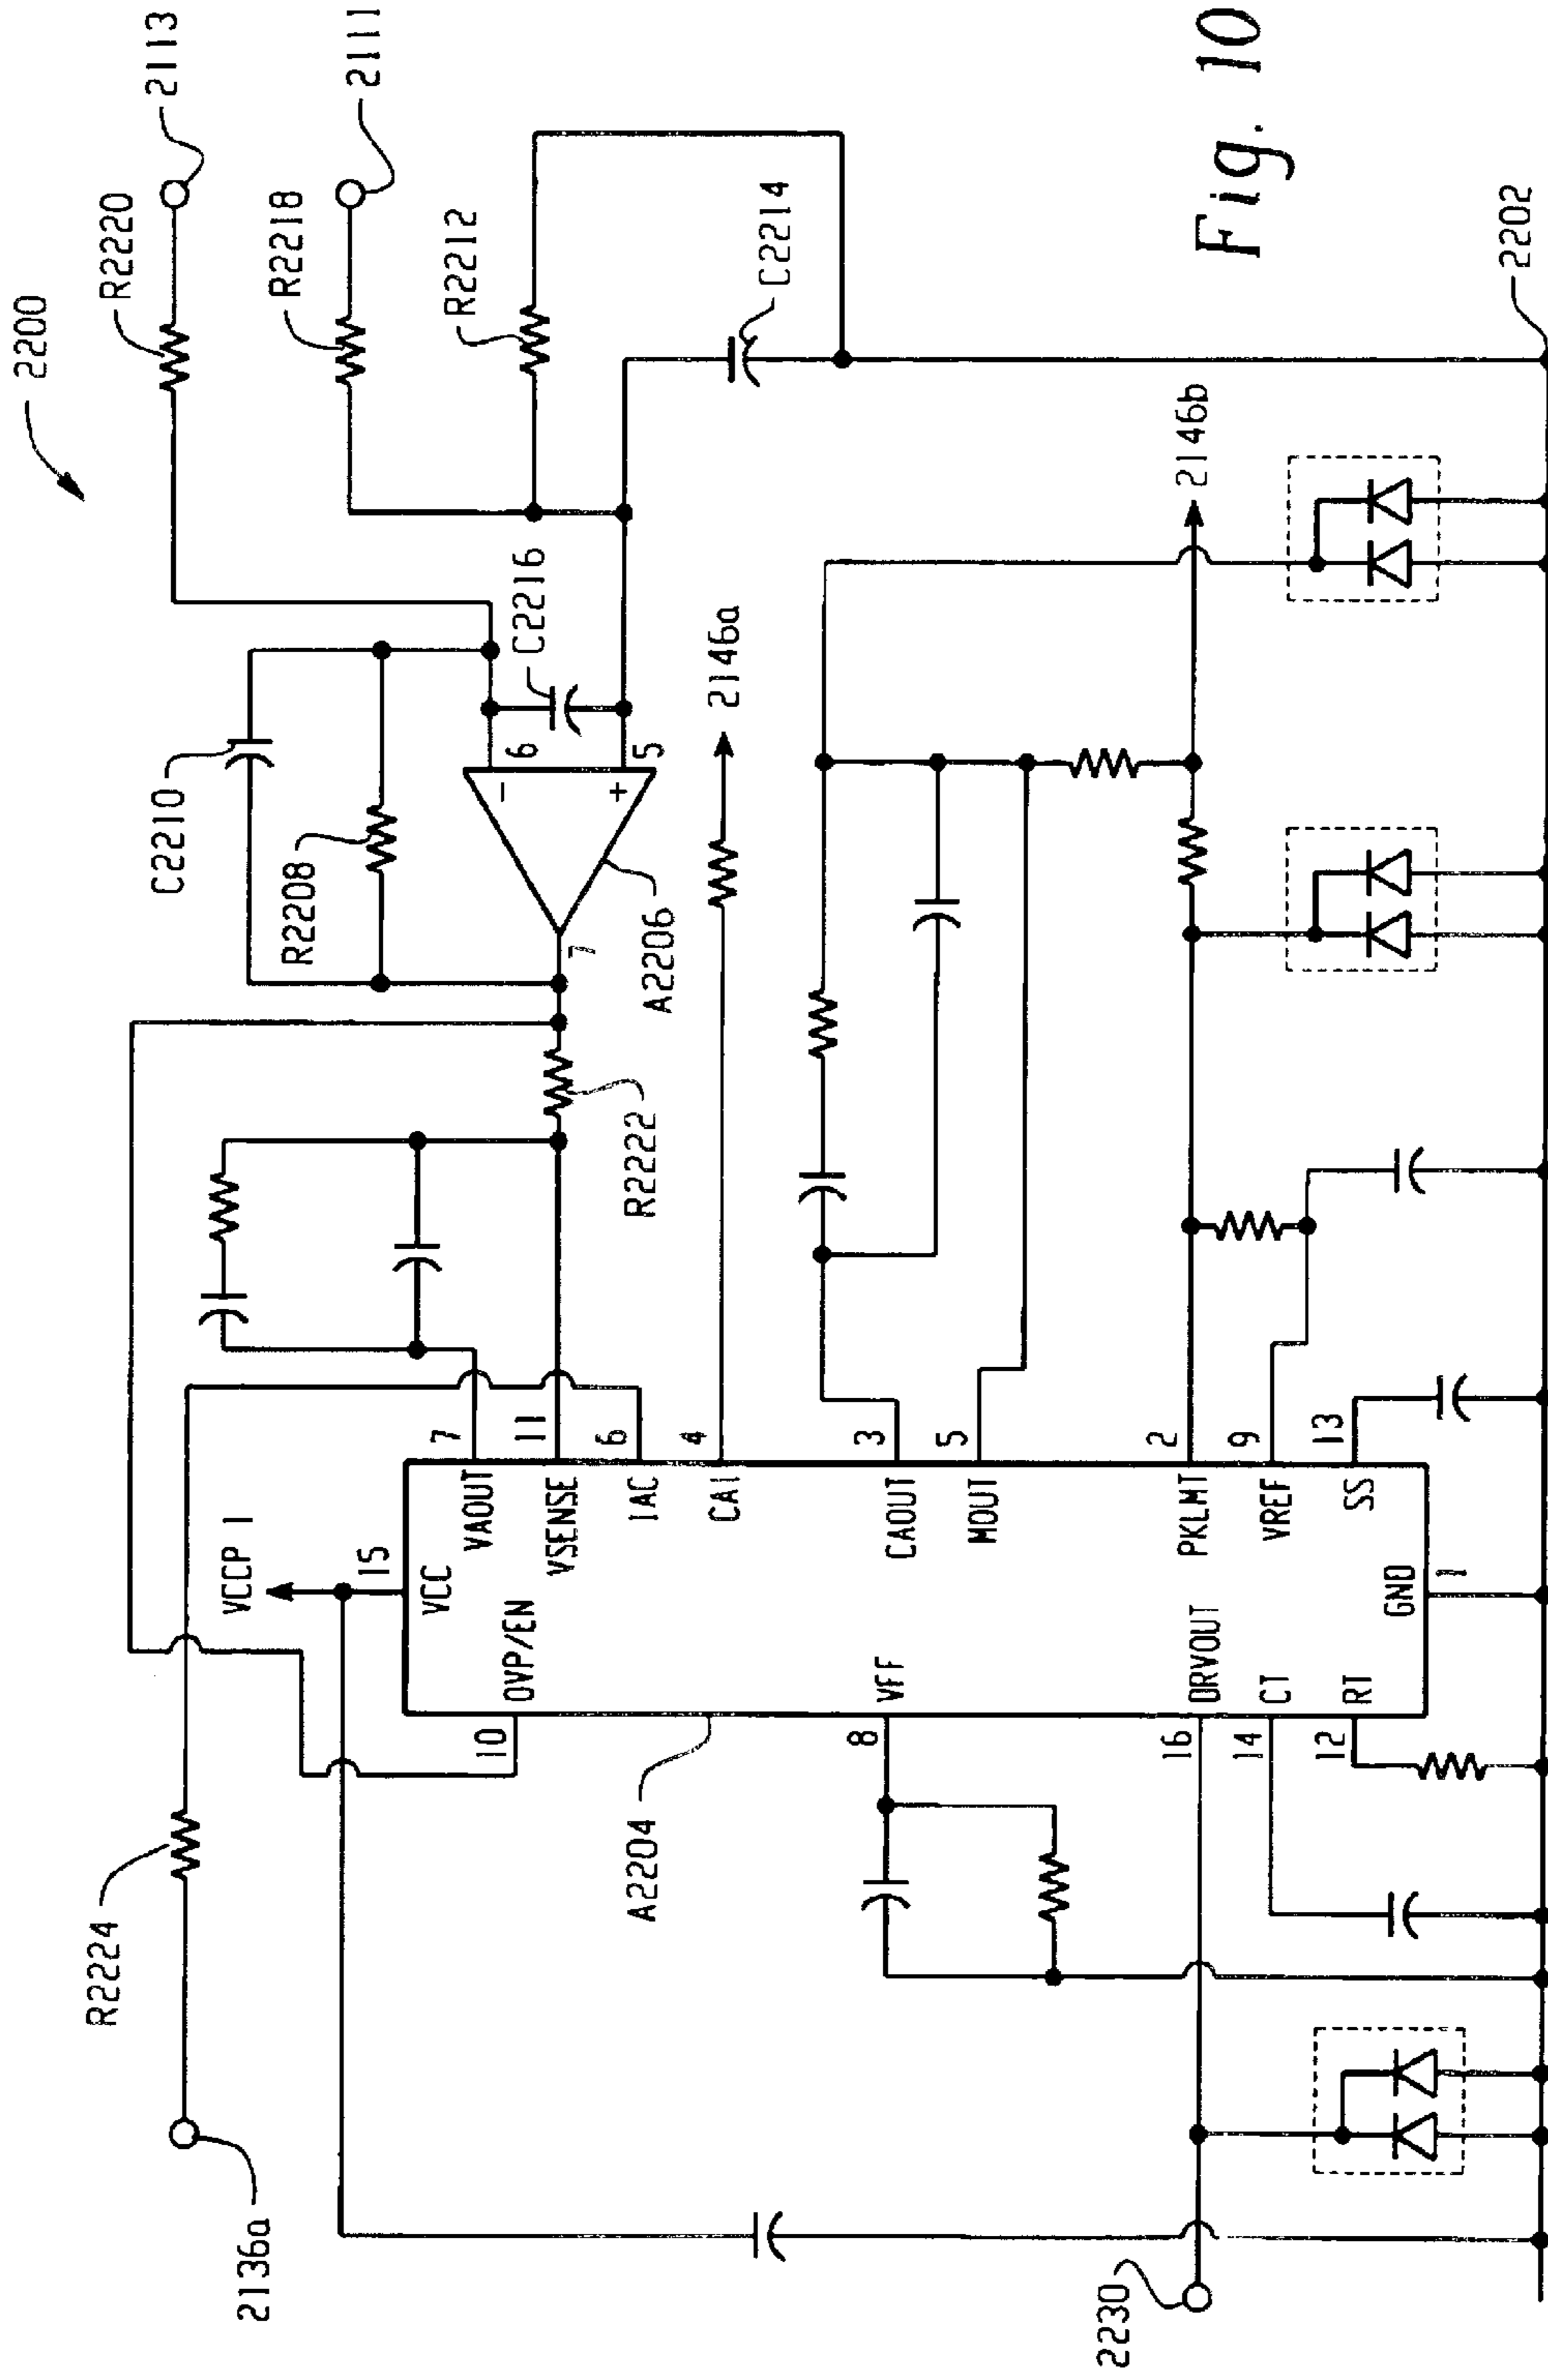 2200
R2220
2113
R2218
2111
R2212
C2214
C2210
R2208
C2216
6
5
-
+
7
A2206
R2222
2146a
2146b
R2224
2136a
VCCP 1
15
VCC
7
VAOUT
11
VSENSE
6
IAC
4
CAI
3
CAOUT
5
MOUT
2
PKLMT
9
VREF
13
SS
10
OVP/EN
A2204
8
VFF
16
DRVOUT
14
CT
12
RT
GND
1
2230
2202
Fig. 10